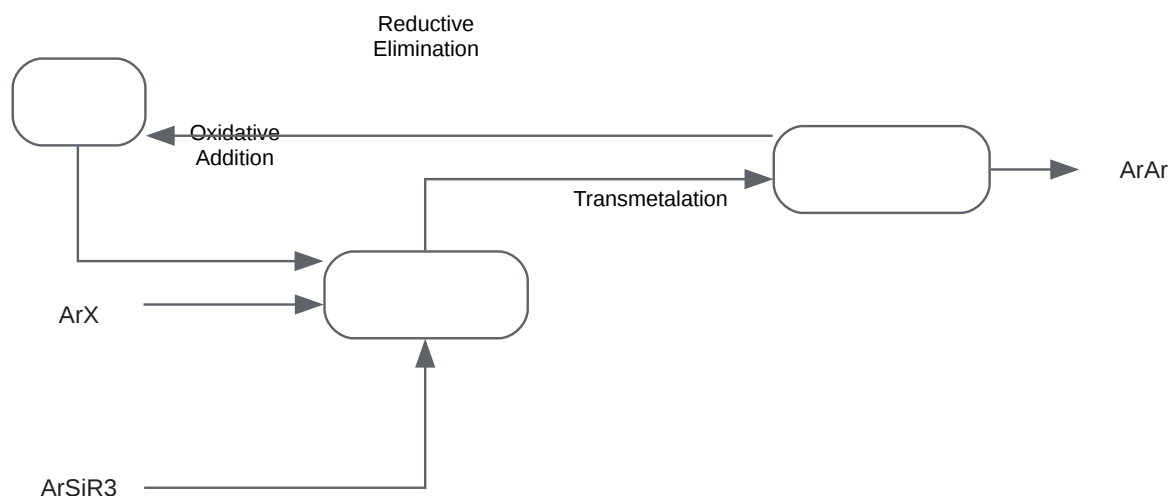 Reductive
Elimination
Oxidative
Addition
ArAr
Transmetalation
ArX
ArSiR3